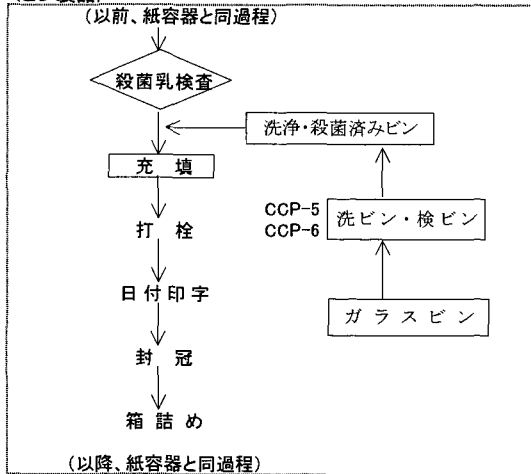 (以前、紙容器と同過程)
殺菌乳検査
洗浄・殺菌済みビン
充填
CCP-5
CCP-6
洗ビン・検ビン
打栓
日付印字
ガラスビン
封冠
箱詰め
(以降、紙容器と同過程)